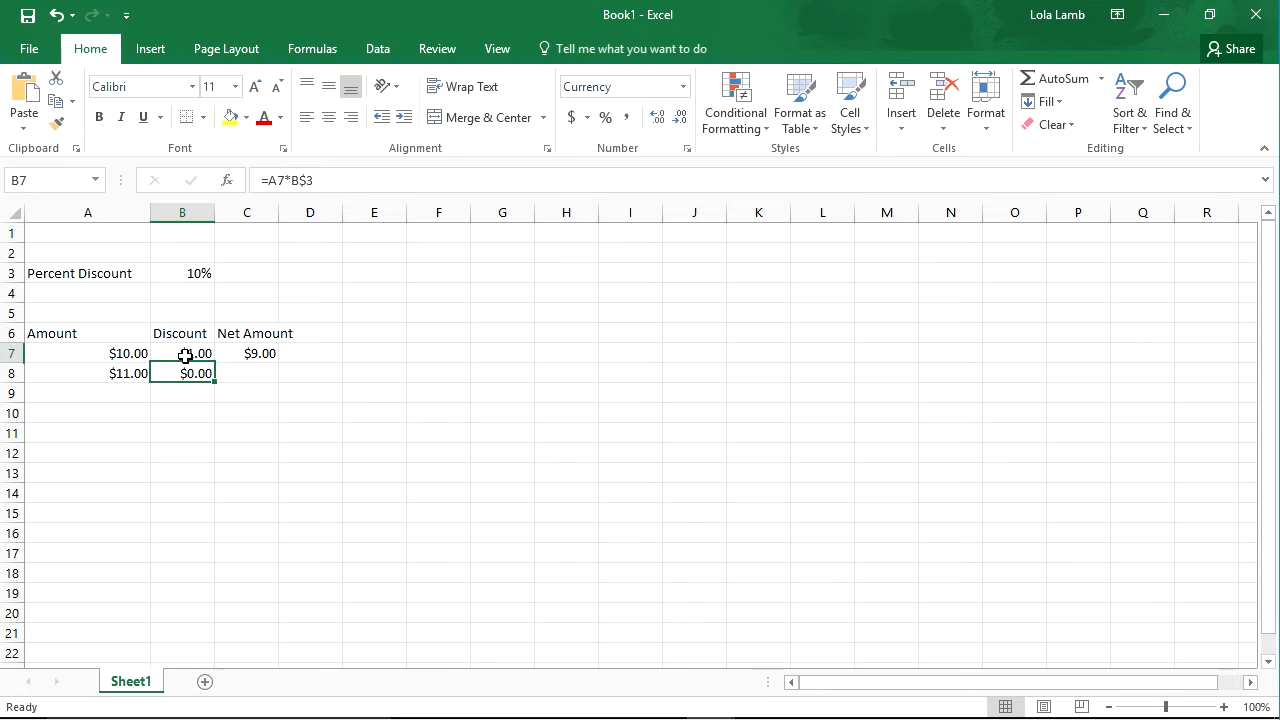 Book1 - Excel
Lola Lamb
File Home Insert Page Layout Formulas Data Review View Tell me what you want to do
Share
Paste
Calibri 11
B I U A
Wrap Text
Merge & Center
Currency
$ % ,
Conditional Formatting
Format as Table
Cell Styles
Insert
Delete
Format
AutoSum
Fill
Clear
Sort & Filter
Find & Select
Clipboard Font Alignment Number Styles Cells Editing
B7 fx =A7*B$3
A B C D E F G H I J K L M N O P Q R
1
2
3 Percent Discount 10%
4
5
6 Amount Discount Net Amount
7 $10.00 .00 $9.00
8 $11.00 $0.00
9
10
11
12
13
14
15
16
17
18
19
20
21
22
Sheet1
Ready
100%